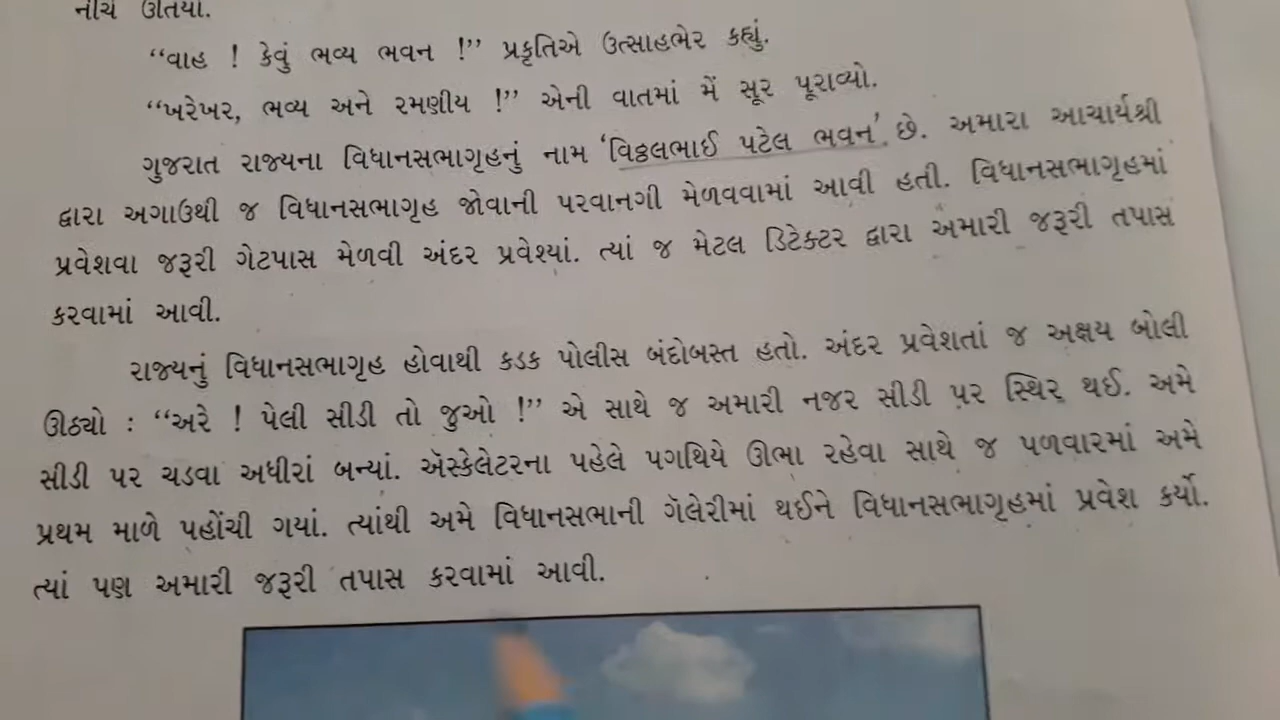 નીચે ઊતર્યા.
“વાહ ! કેવું ભવ્ય ભવન !” પ્રકૃતિએ ઉત્સાહભેર કહ્યું.
“ખરેખર, ભવ્ય અને રમણીય !” એની વાતમાં મેં સૂર પૂરાવ્યો.
ગુજરાત રાજ્યના વિધાનસભાગૃહનું નામ ‘વિઠ્ઠલભાઈ પટેલ ભવન’ છે. અમારા આચાર્યશ્રી
દ્વારા અગાઉથી જ વિધાનસભાગૃહ જોવાની પરવાનગી મેળવવામાં આવી હતી. વિધાનસભાગૃહમાં
પ્રવેશવા જરૂરી ગેટપાસ મેળવી અંદર પ્રવેશ્યાં. ત્યાં જ મેટલ ડિટેક્ટર દ્વારા અમારી જરૂરી તપાસ
કરવામાં આવી.
રાજ્યનું વિધાનસભાગૃહ હોવાથી કડક પોલીસ બંદોબસ્ત હતો. અંદર પ્રવેશતાં જ અક્ષય બોલી
ઊઠ્યો : “અરે ! પેલી સીડી તો જુઓ !” એ સાથે જ અમારી નજર સીડી પર સ્થિર થઈ. અમે
સીડી પર ચડવા અધીરાં બન્યાં. ઍસ્કેલેટરના પહેલે પગથિયે ઊભા રહેવા સાથે જ પળવારમાં અમે
પ્રથમ માળે પહોંચી ગયાં. ત્યાંથી અમે વિધાનસભાની ગૅલેરીમાં થઈને વિધાનસભાગૃહમાં પ્રવેશ કર્યો.
ત્યાં પણ અમારી જરૂરી તપાસ કરવામાં આવી.